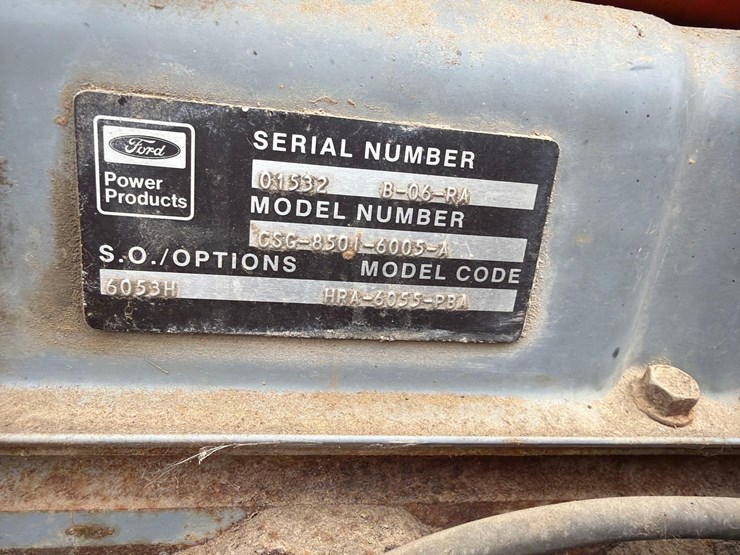 Ford
Power
Products
SERIAL NUMBER
01532 B-06-RA
MODEL NUMBER
CSG-850I-6005-A
S.O./OPTIONS MODEL CODE
6053H HRA-6055-PBA